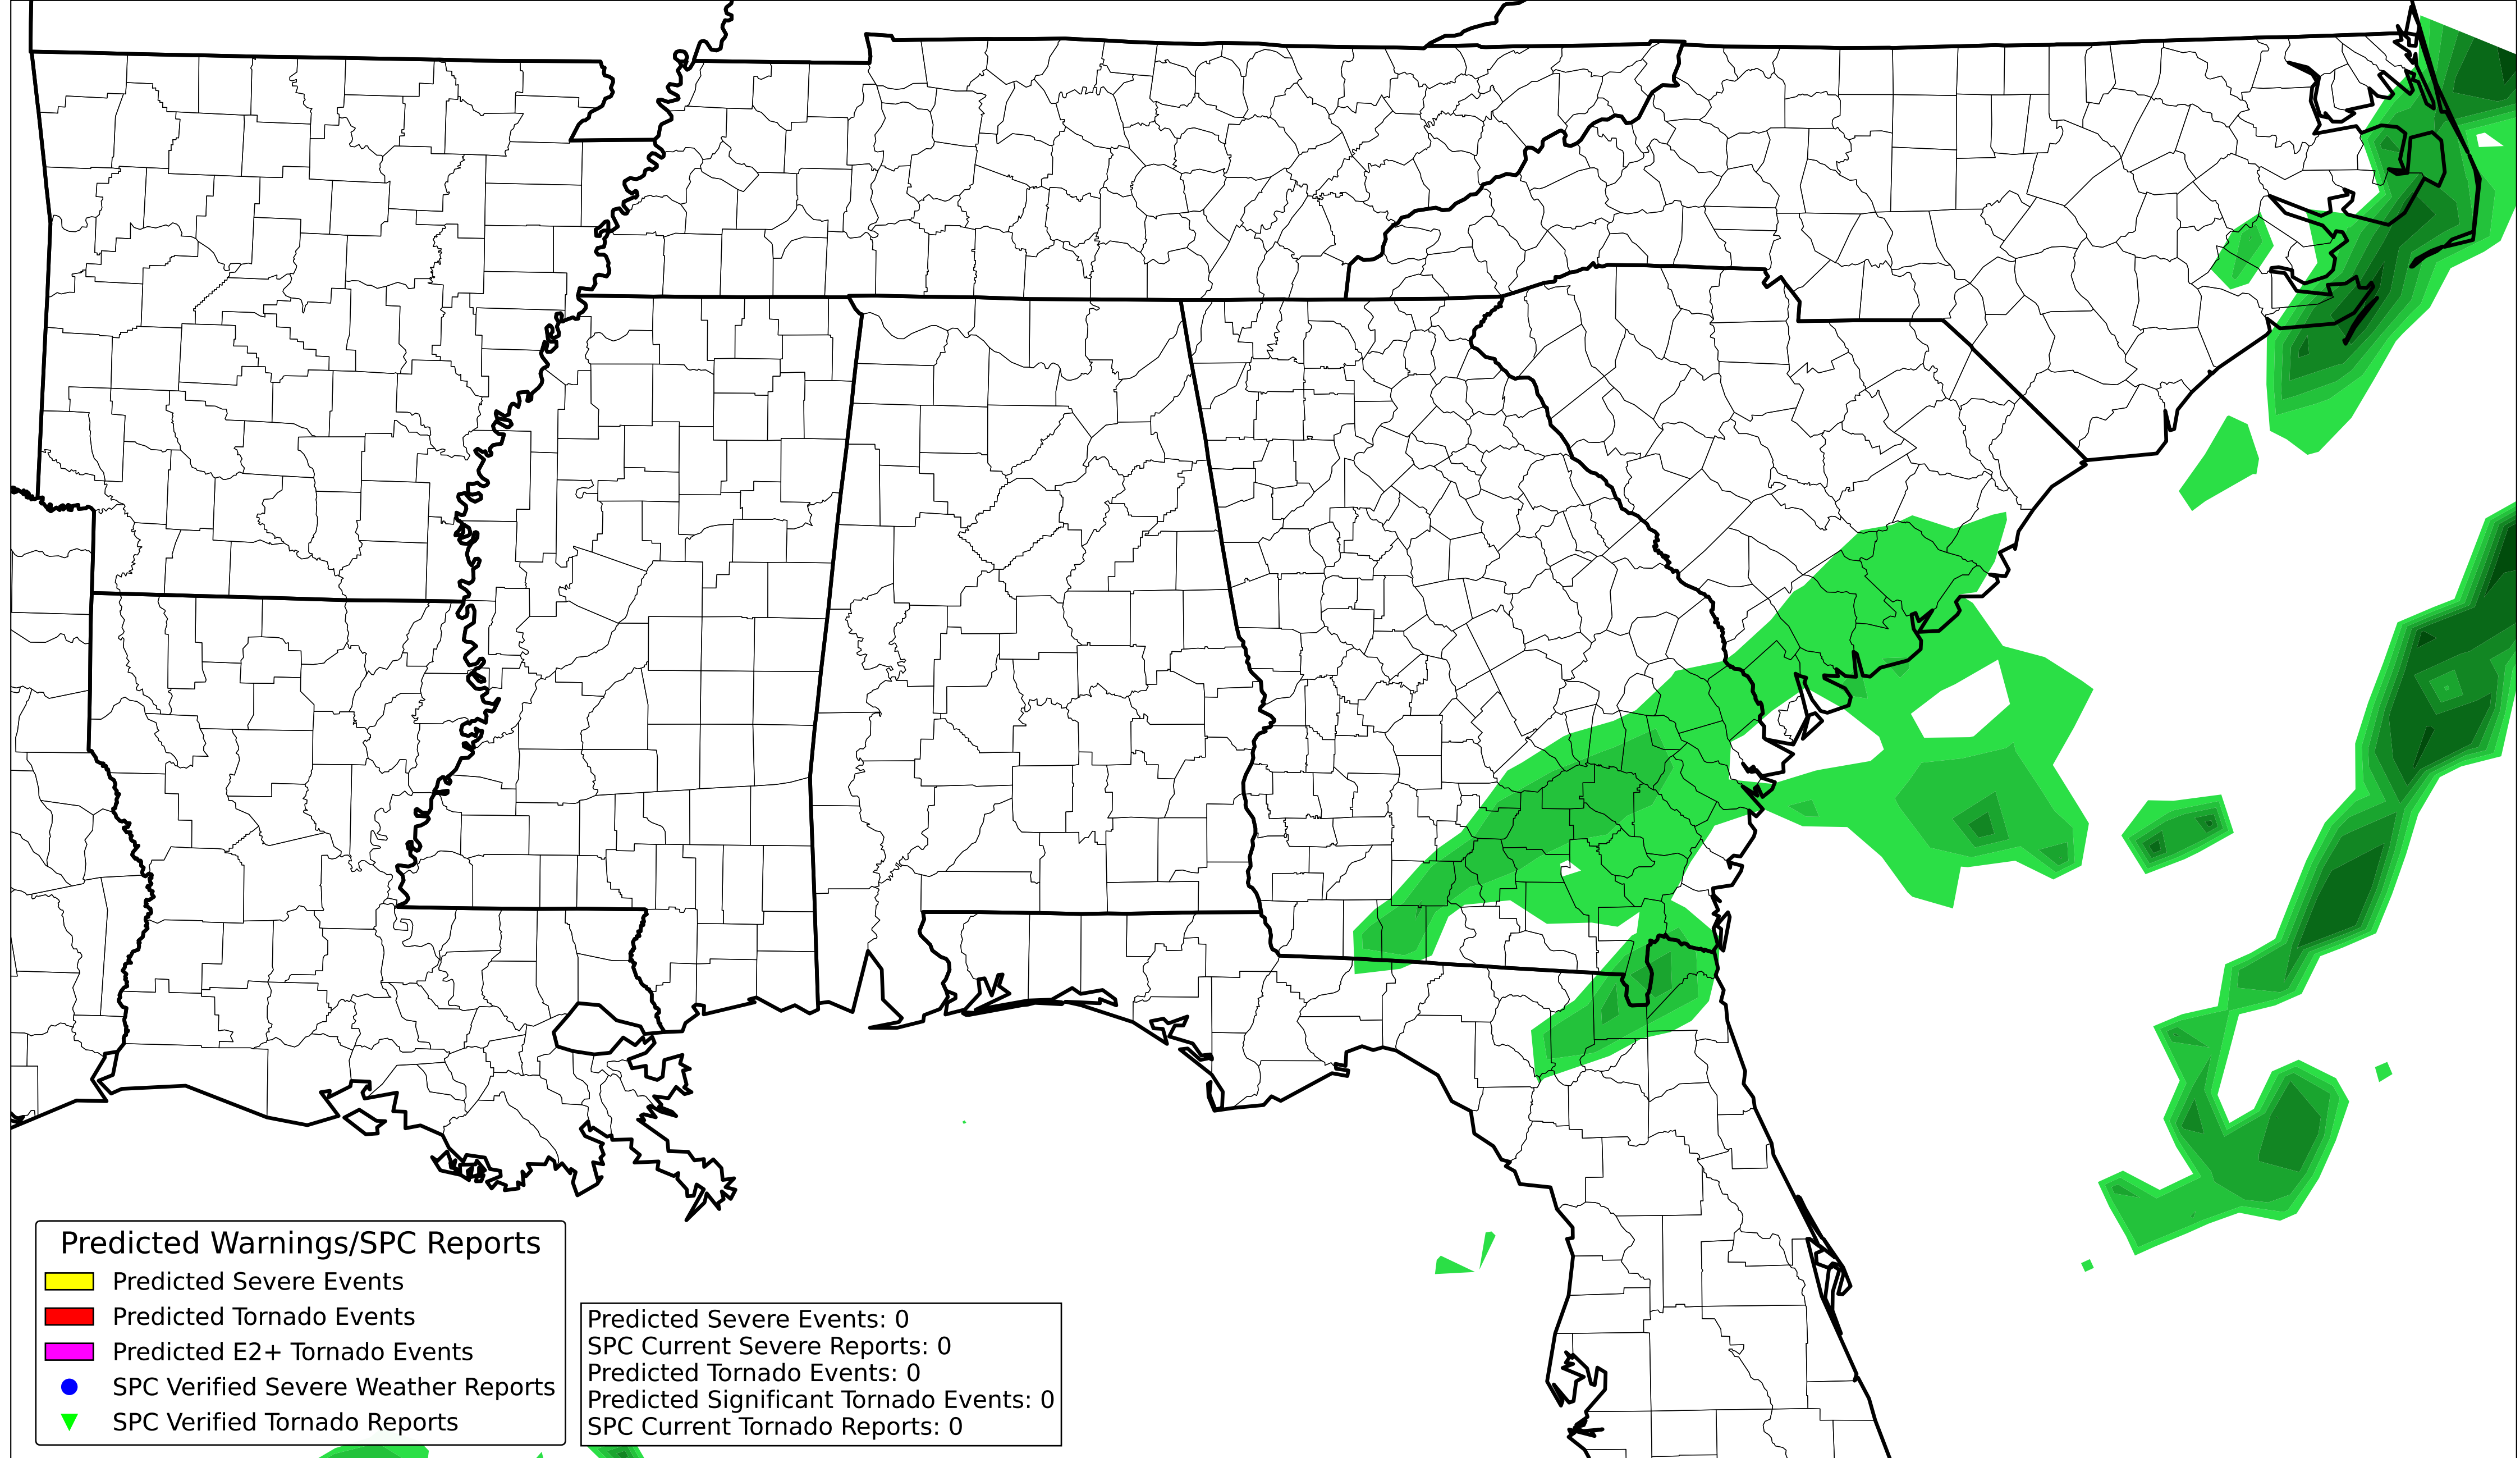 Predicted Warnings/SPC Reports
Predicted Severe Events
Predicted Tornado Events
Predicted E2+ Tornado Events
SPC Verified Severe Weather Reports
SPC Verified Tornado Reports
Predicted Severe Events: 0
SPC Current Severe Reports: 0
Predicted Tornado Events: 0
Predicted Significant Tornado Events: 0
SPC Current Tornado Reports: 0